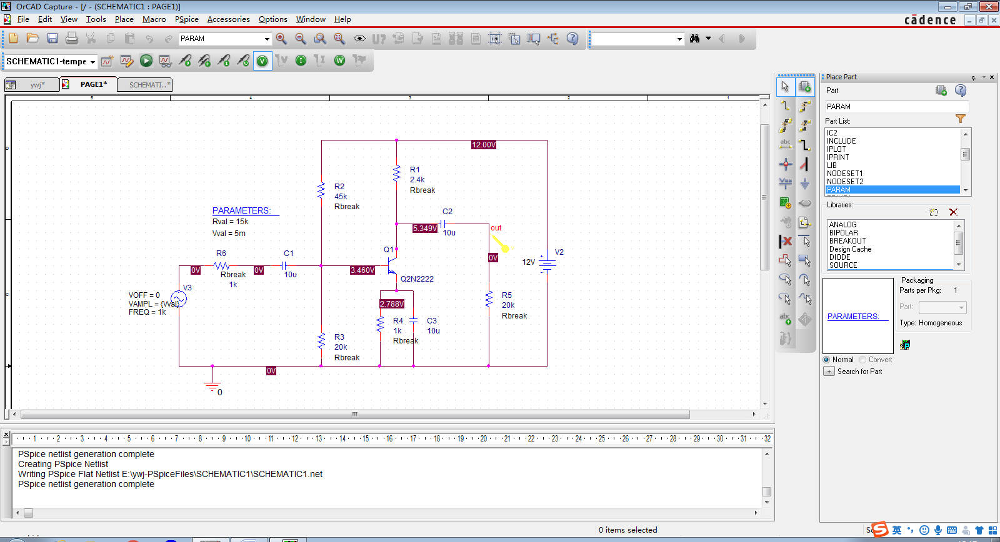 OrCAD Capture - [/ - (SCHEMATIC1 : PAGE1)]
File Edit View Tools Place Macro PSpice Accessories Options Window Help
cādence
PARAM
SCHEMATIC1-tempe
ywj*
PAGE1*
SCHEMATI..*
5 4 3 2 1
D
C
12.00V
R1
2.4k
Rbreak
R2
45k
Rbreak
PARAMETERS:
Rval = 15k
Vval = 5m
C2
10u
5.349V
out
0V
R6
Rbreak
1k
0V
0V
C1
10u
3.460V
Q1
Q2N2222
12V
V2
V3
VOFF = 0
VAMPL = {Vval}
FREQ = 1k
2.788V
R4
1k
Rbreak
C3
10u
R5
20k
Rbreak
R3
20k
Rbreak
0V
0
Place Part
Part
PARAM
Part List:
IC2
INCLUDE
IPLOT
IPRINT
LIB
NODESET1
NODESET2
PARAM
Libraries:
ANALOG
BIPOLAR
BREAKOUT
Design Cache
DIODE
SOURCE
PARAMETERS:
Packaging
Parts per Pkg: 1
Part:
Type: Homogeneous
Normal Convert
Search for Part
1 2 3 4 5 6 7 8 9 10 11 12 13 14 15 16 17 18 19 20 21 22 23 24 25 26 27 28 29 30 31 32
PSpice netlist generation complete
Creating PSpice Netlist
Writing PSpice Flat Netlist E:\ywj-PSpiceFiles\SCHEMATIC1\SCHEMATIC1.net
PSpice netlist generation complete
0 items selected
英